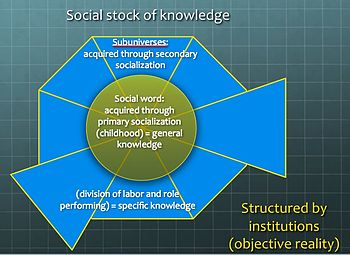 Social stock of knowledge
Subuniverses:
acquired through secondary
socialization
Social word:
acquired through
primary socialization
(childhood) = general
knowledge
(division of labor and role
performing) = specific knowledge
Structured by
institutions
(objective reality)